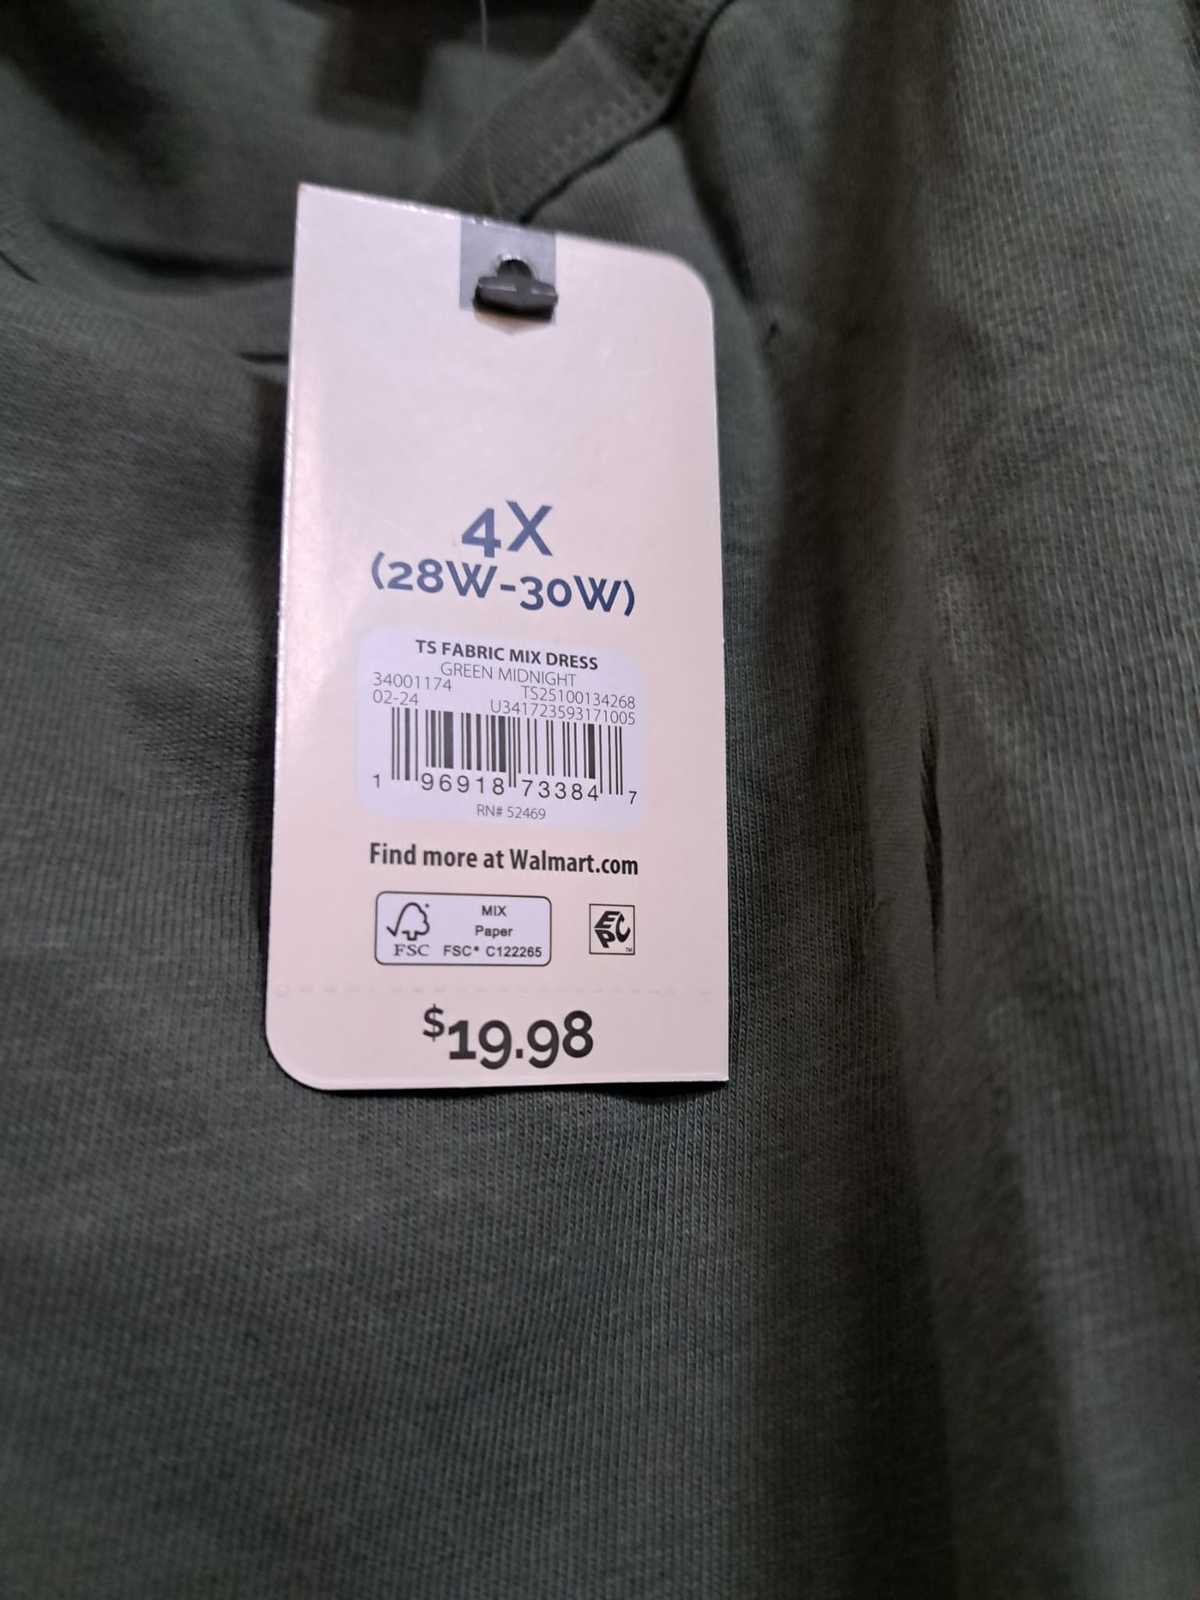 4X
(28W-30W)
TS FABRIC MIX DRESS
GREEN MIDNIGHT
34001174 TS25100134268
02-24 U341723593171005
1 96918 73384 7
RN# 52469
Find more at Walmart.com
MIX
Paper
FSC FSC® C122265
EPC™
$19.98